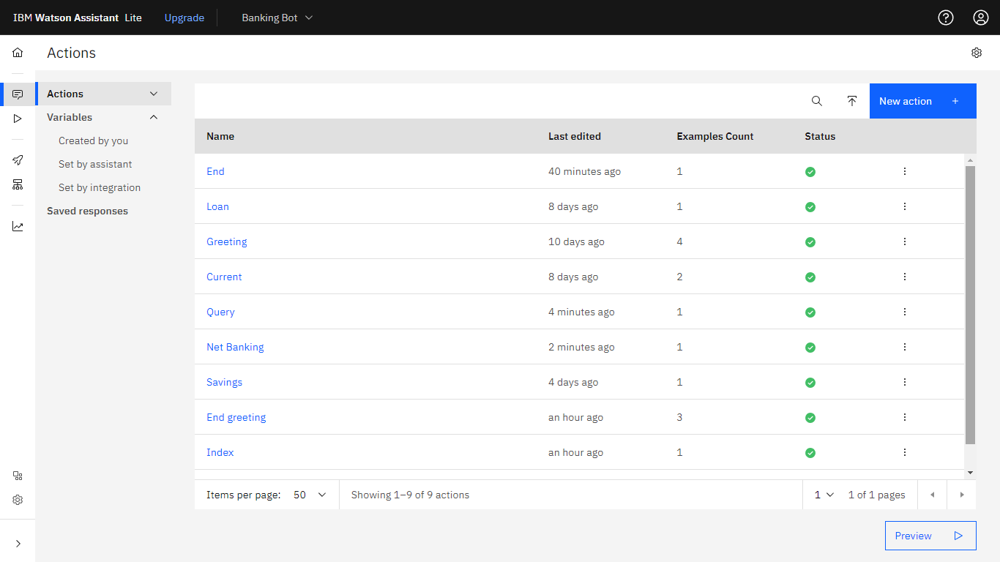 IBM Watson Assistant Lite Upgrade Banking Bot
Actions
Actions
Variables
Created by you
Set by assistant
Set by integration
Saved responses
New action +
Name Last edited Examples Count Status
End 40 minutes ago 1
Loan 8 days ago 1
Greeting 10 days ago 4
Current 8 days ago 2
Query 4 minutes ago 1
Net Banking 2 minutes ago 1
Savings 4 days ago 1
End greeting an hour ago 3
Index an hour ago 1
Items per page: 50 Showing 1–9 of 9 actions 1 1 of 1 pages
Preview